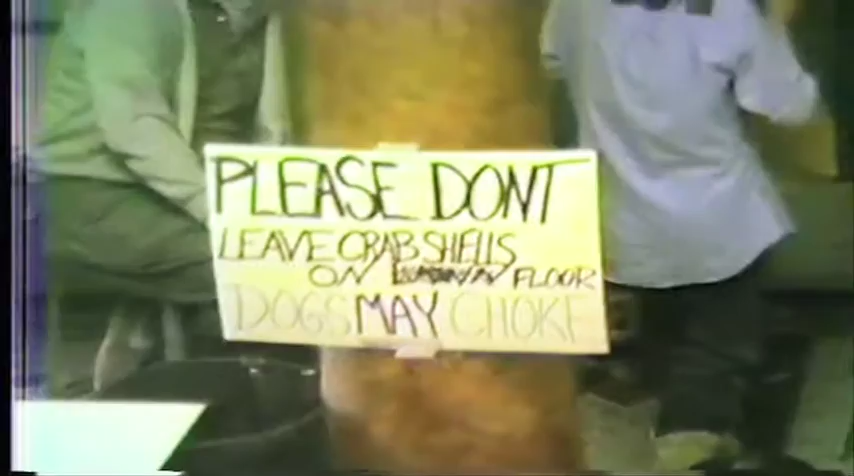 PLEASE DONT
LEAVE CRAB SHELLS
ON FLOOR
DOGS MAY CHOKE